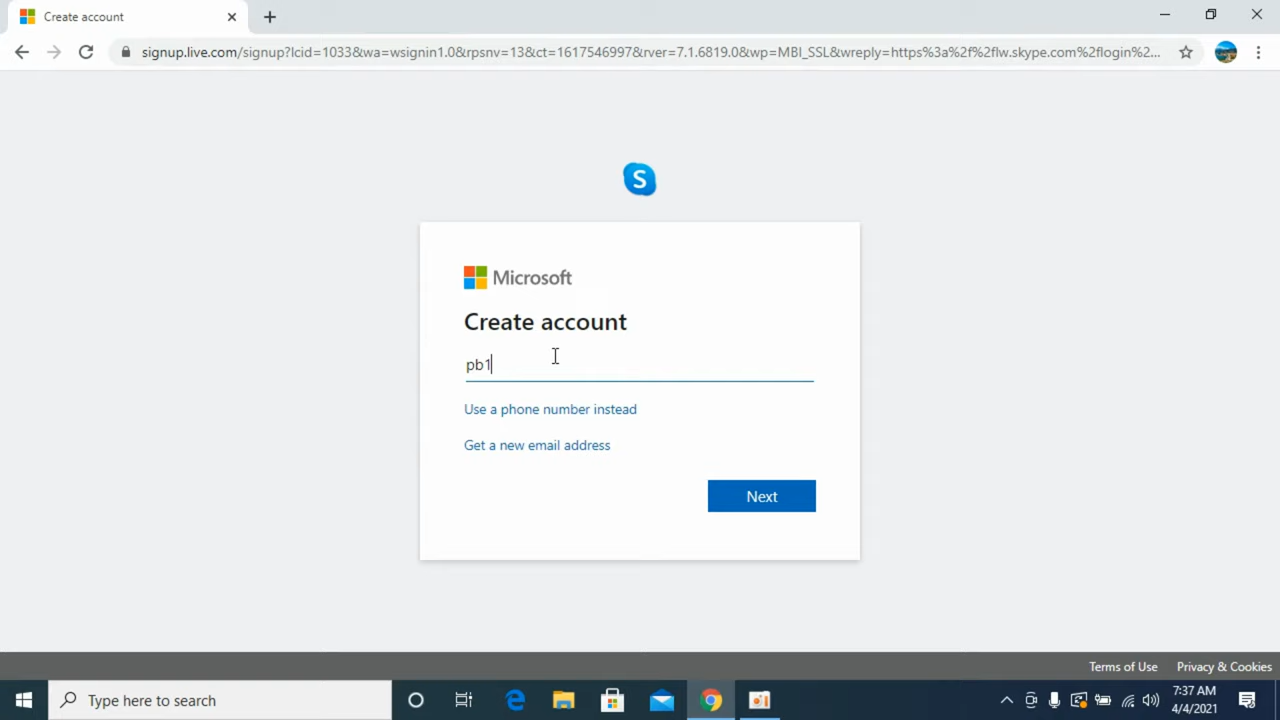 Create account
signup.live.com/signup?lcid=1033&wa=wsignin1.0&rpsnv=13&ct=1617546997&rver=7.1.6819.0&wp=MBI_SSL&wreply=https%3a%2f%2flw.skype.com%2flogin%2...
S
Microsoft
Create account
pb1
Use a phone number instead
Get a new email address
Next
Terms of Use Privacy & Cookies
Type here to search
7:37 AM
4/4/2021